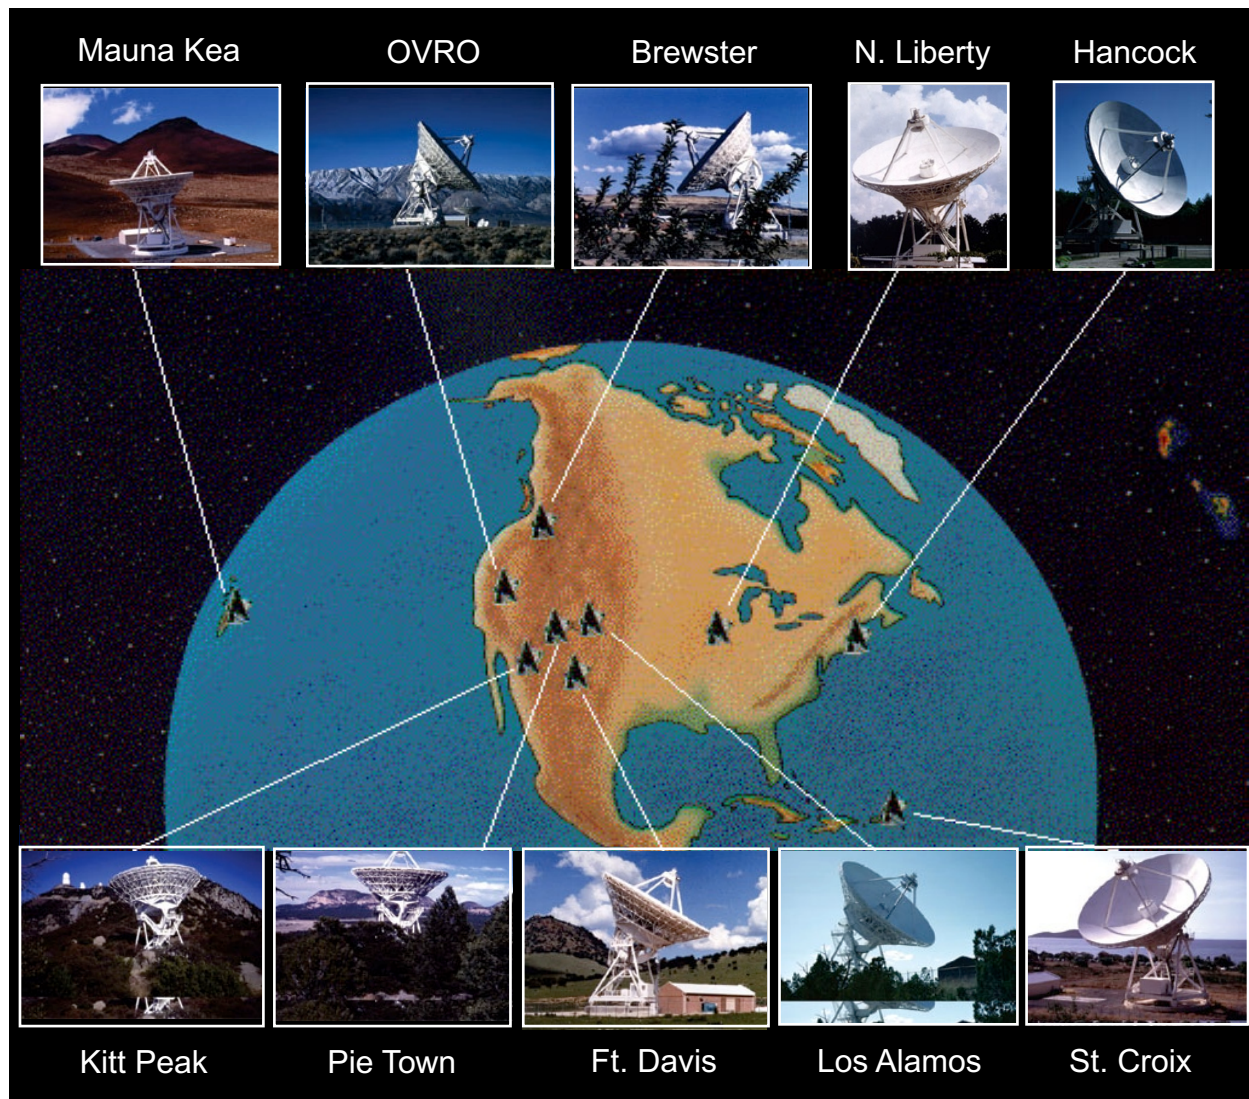 Mauna Kea
OVRO
Brewster
N. Liberty
Hancock
Kitt Peak
Pie Town
Ft. Davis
Los Alamos
St. Croix